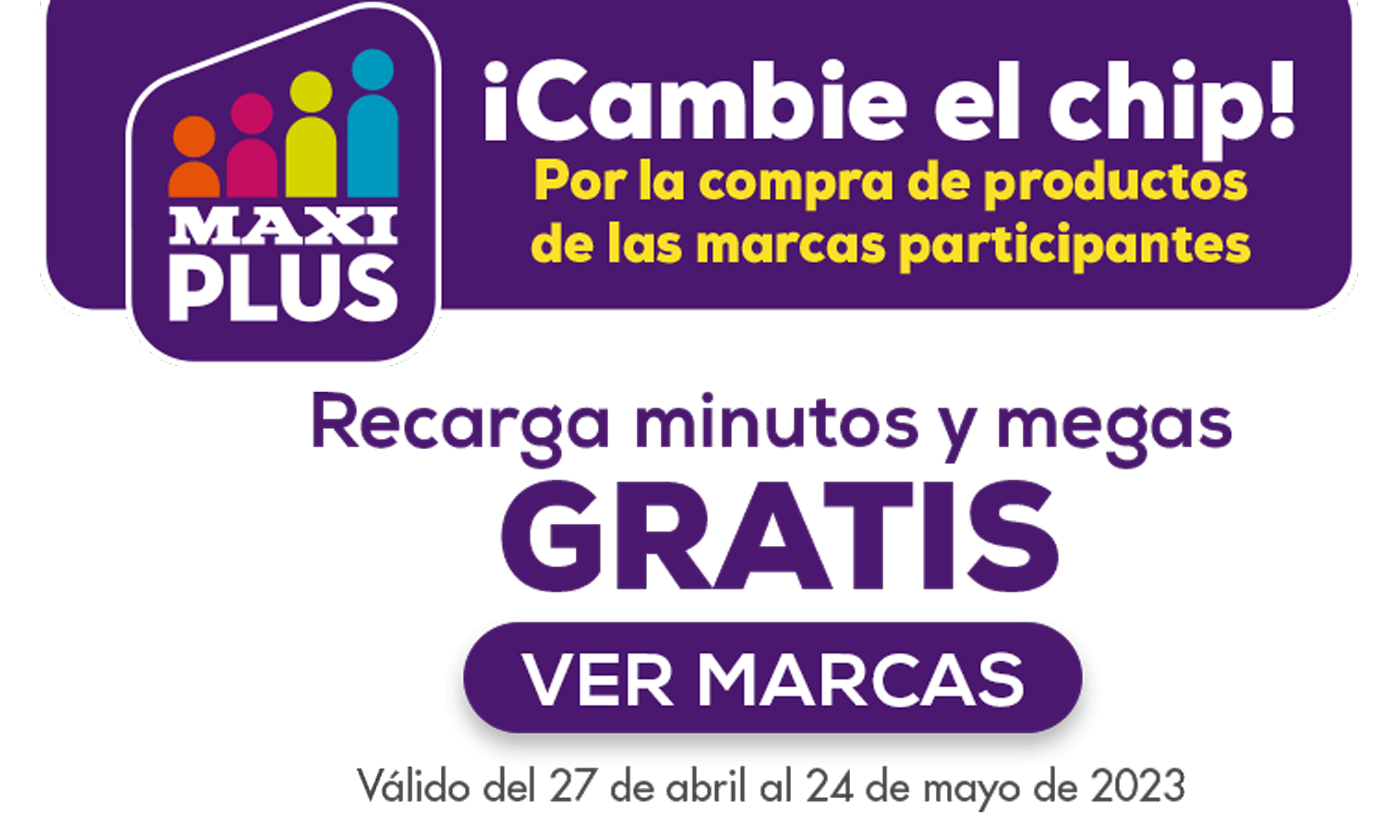 ¡Cambie el chip!
Por la compra de productos
de las marcas participantes
MAXI
PLUS
Recarga minutos y megas
GRATIS
VER MARCAS
Válido del 27 de abril al 24 de mayo de 2023